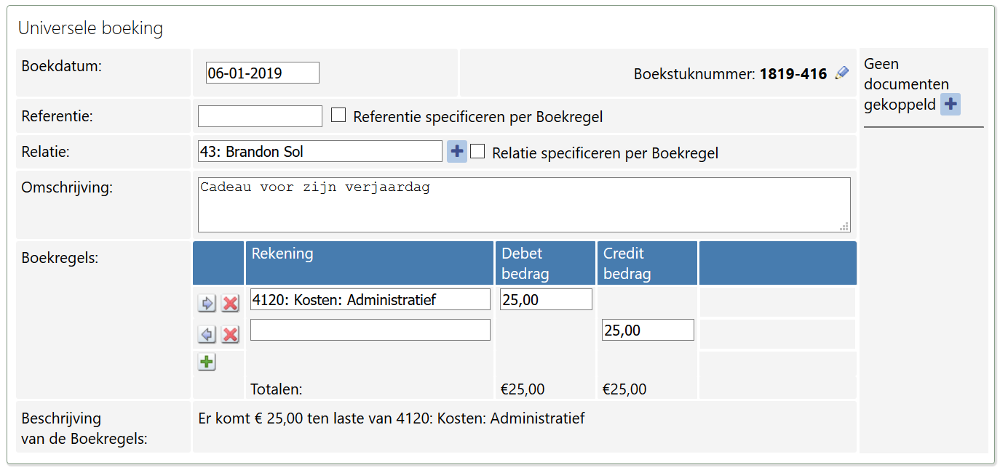 Universele boeking
Boekdatum:
06-01-2019
Boekstuknummer: 1819-416
Geen
documenten
gekoppeld
Referentie:
Referentie specificeren per Boekregel
Relatie:
43: Brandon Sol
Relatie specificeren per Boekregel
Omschrijving:
Cadeau voor zijn verjaardag
Boekregels:
Rekening
Debet
bedrag
Credit
bedrag
4120: Kosten: Administratief
25,00
25,00
Totalen:
€25,00
€25,00
Beschrijving
van de Boekregels:
Er komt € 25,00 ten laste van 4120: Kosten: Administratief